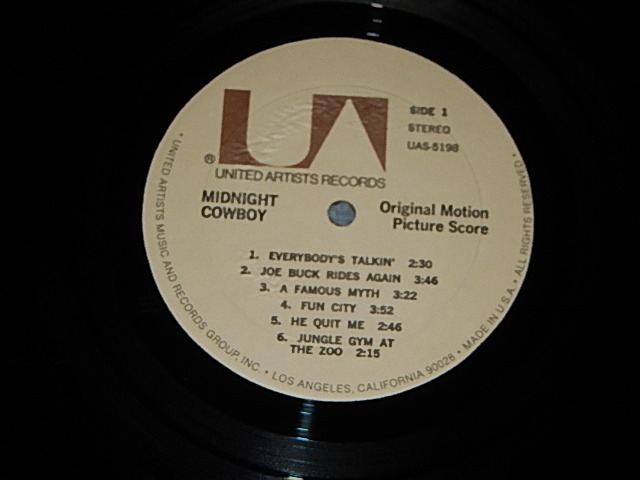 UA
SIDE 1
STEREO
UAS-5198
® UNITED ARTISTS RECORDS
MIDNIGHT
COWBOY
Original Motion
Picture Score
1. EVERYBODY'S TALKIN' 2:30
2. JOE BUCK RIDES AGAIN 3:46
3. A FAMOUS MYTH 3:22
4. FUN CITY 3:52
5. HE QUIT ME 2:46
6. JUNGLE GYM AT
THE ZOO 2:15
• UNITED ARTISTS MUSIC AND RECORDS GROUP, INC. • LOS ANGELES, CALIFORNIA 90028 • MADE IN U.S.A. • ALL RIGHTS RESERVED •